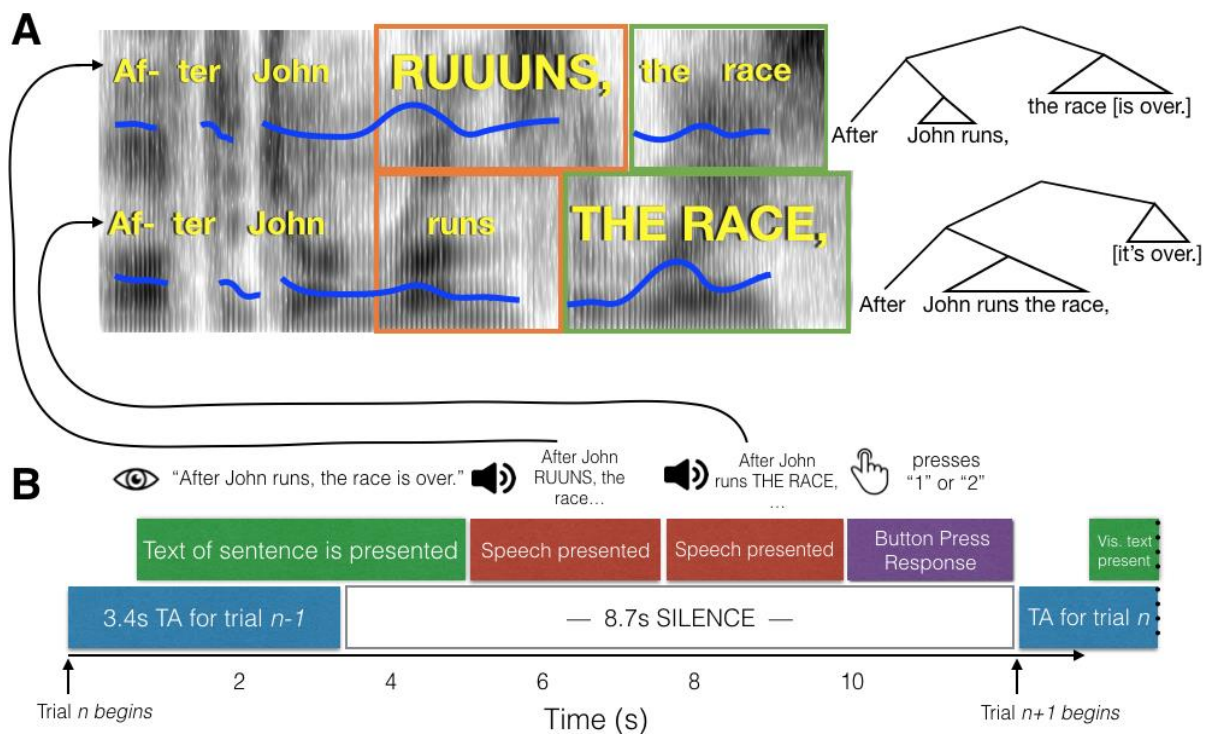 A
Af- ter John RUUUNS, the race
After John runs, the race [is over.]
Af- ter John runs THE RACE,
After John runs the race, [it's over.]
B
"After John runs, the race is over."
After John
RUUNS, the
race...
After John
runs THE RACE,
...
presses
"1" or "2"
Text of sentence is presented
Speech presented
Speech presented
Button Press
Response
Vis. text
present
3.4s TA for trial n-1
— 8.7s SILENCE —
TA for trial n
2 4 6 8 10
Trial n begins
Time (s)
Trial n+1 begins